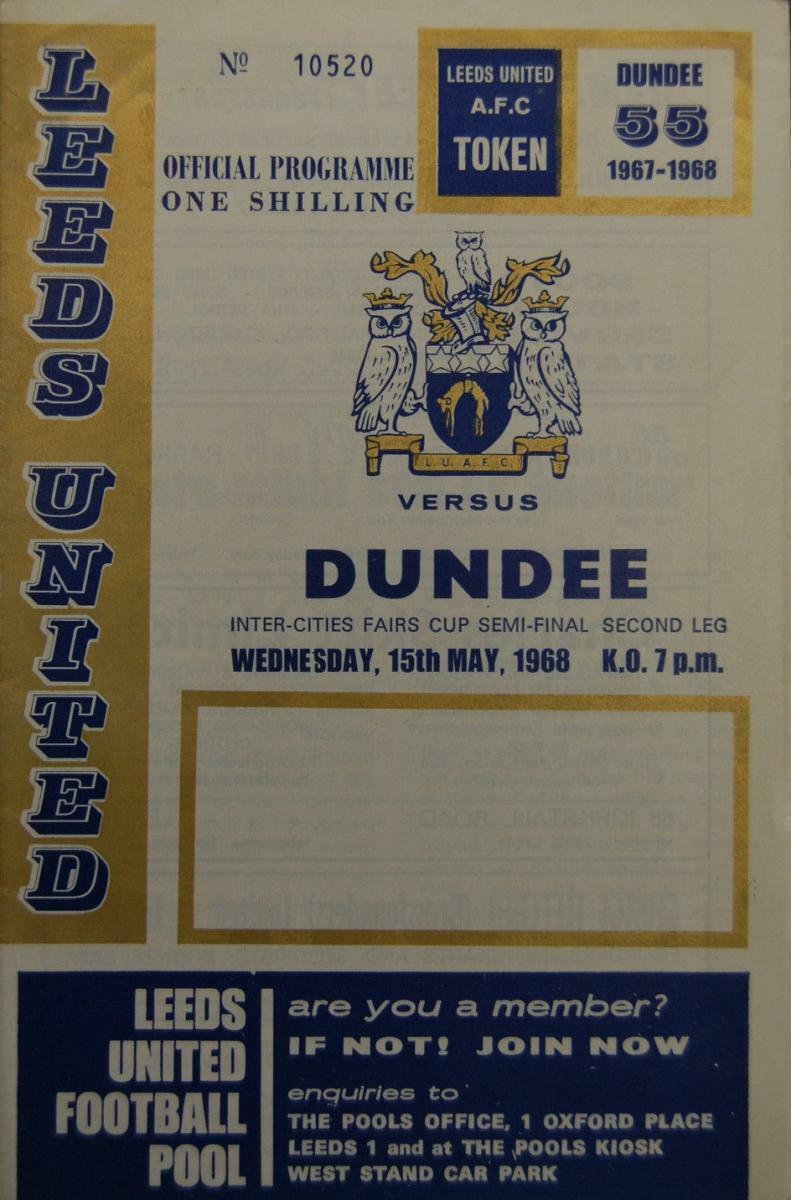 LEEDS UNITED
Nº 10520
OFFICIAL PROGRAMME
ONE SHILLING
LEEDS UNITED
A.F.C
TOKEN
DUNDEE
55
1967-1968
L.U.A.F.C.
VERSUS
DUNDEE
INTER-CITIES FAIRS CUP SEMI-FINAL SECOND LEG
WEDNESDAY, 15th MAY, 1968 K.O. 7 p.m.
LEEDS
UNITED
FOOTBALL
POOL
are you a member?
IF NOT! JOIN NOW
enquiries to
THE POOLS OFFICE, 1 OXFORD PLACE
LEEDS 1 and at THE POOLS KIOSK
WEST STAND CAR PARK